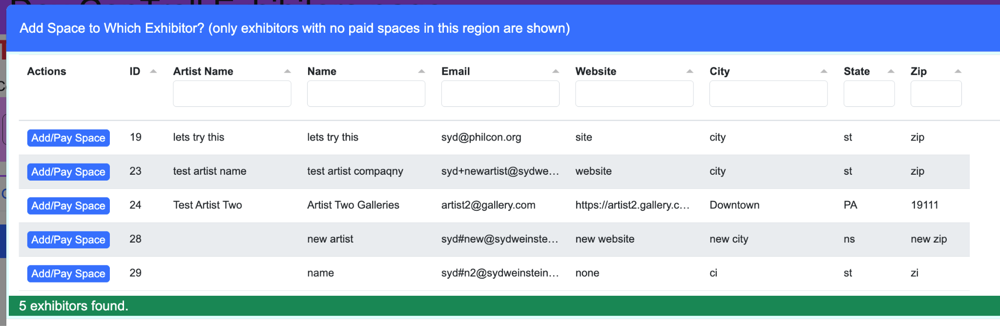 Add Space to Which Exhibitor? (only exhibitors with no paid spaces in this region are shown)
Actions ID Artist Name Name Email Website City State Zip
Add/Pay Space 19 lets try this lets try this syd@philcon.org site city st zip
Add/Pay Space 23 test artist name test artist compaqny syd+newartist@sydwe… website city st zip
Add/Pay Space 24 Test Artist Two Artist Two Galleries artist2@gallery.com https://artist2.gallery.c… Downtown PA 19111
Add/Pay Space 28 new artist syd#new@sydweinste… new website new city ns new zip
Add/Pay Space 29 name syd#n2@sydweinstein… none ci st zi
5 exhibitors found.